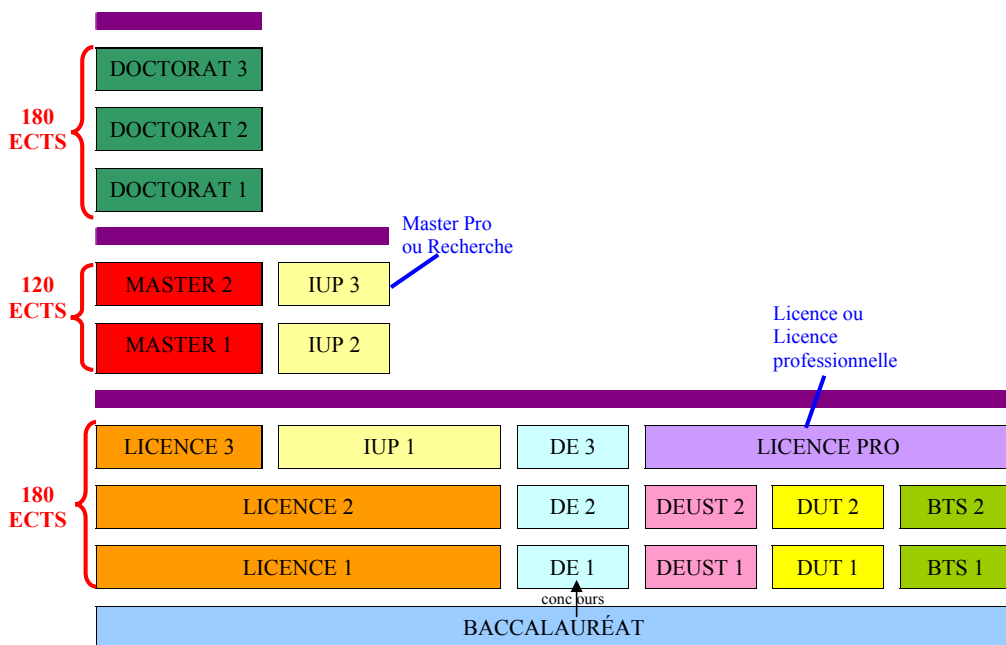 DOCTORAT 3
180
ECTS
DOCTORAT 2
DOCTORAT 1
Master Pro
ou Recherche
120
ECTS
MASTER 2
IUP 3
MASTER 1
IUP 2
Licence ou
Licence
professionnelle
LICENCE 3
IUP 1
DE 3
LICENCE PRO
180
ECTS
LICENCE 2
DE 2
DEUST 2
DUT 2
BTS 2
LICENCE 1
DE 1
DEUST 1
DUT 1
BTS 1
conc ours
BACCALAURÉAT